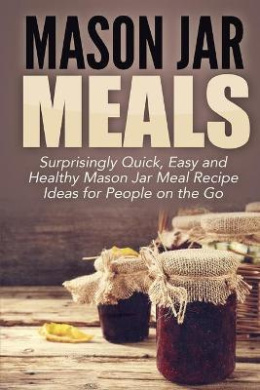 MASON JAR
MEALS
Surprisingly Quick, Easy and
Healthy Mason Jar Meal Recipe
Ideas for People on the Go